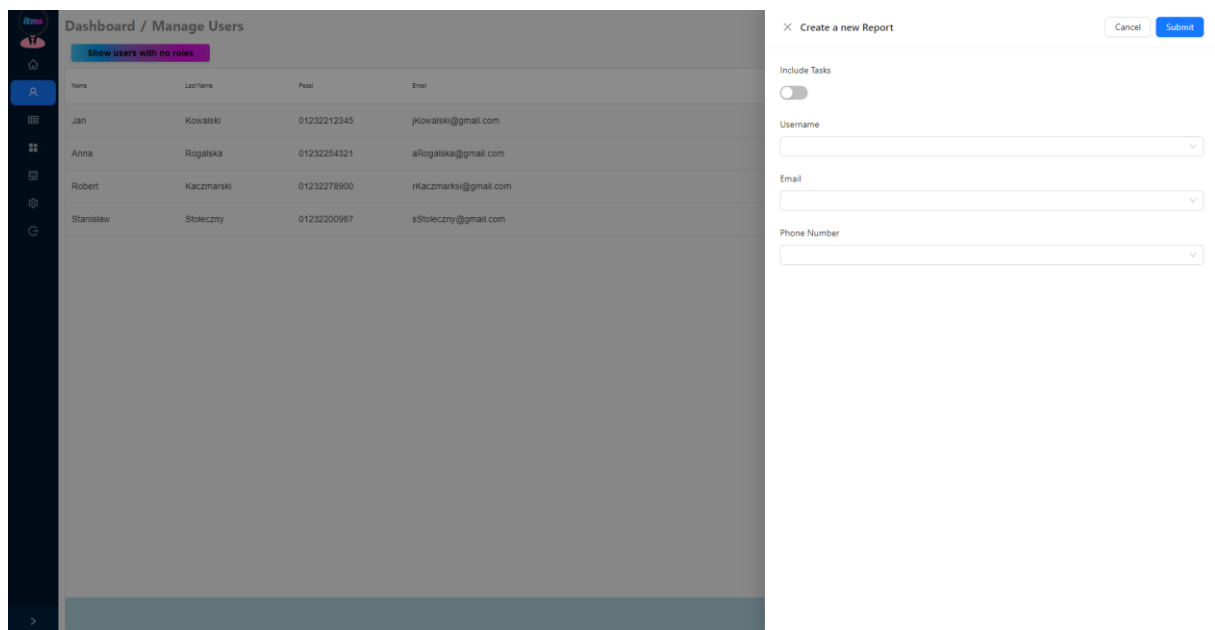 itmo
Dashboard / Manage Users
Show users with no roles
Name Last Name Pesel Email
Jan Kowalski 01232212345 jKowalski@gmail.com
Anna Rogalska 01232254321 aRogalska@gmail.com
Robert Kaczmarski 01232278900 rKaczmarksi@gmail.com
Stanisław Stołeczny 01232200987 sStoleczny@gmail.com
Create a new Report Cancel Submit
Include Tasks
Username
Email
Phone Number